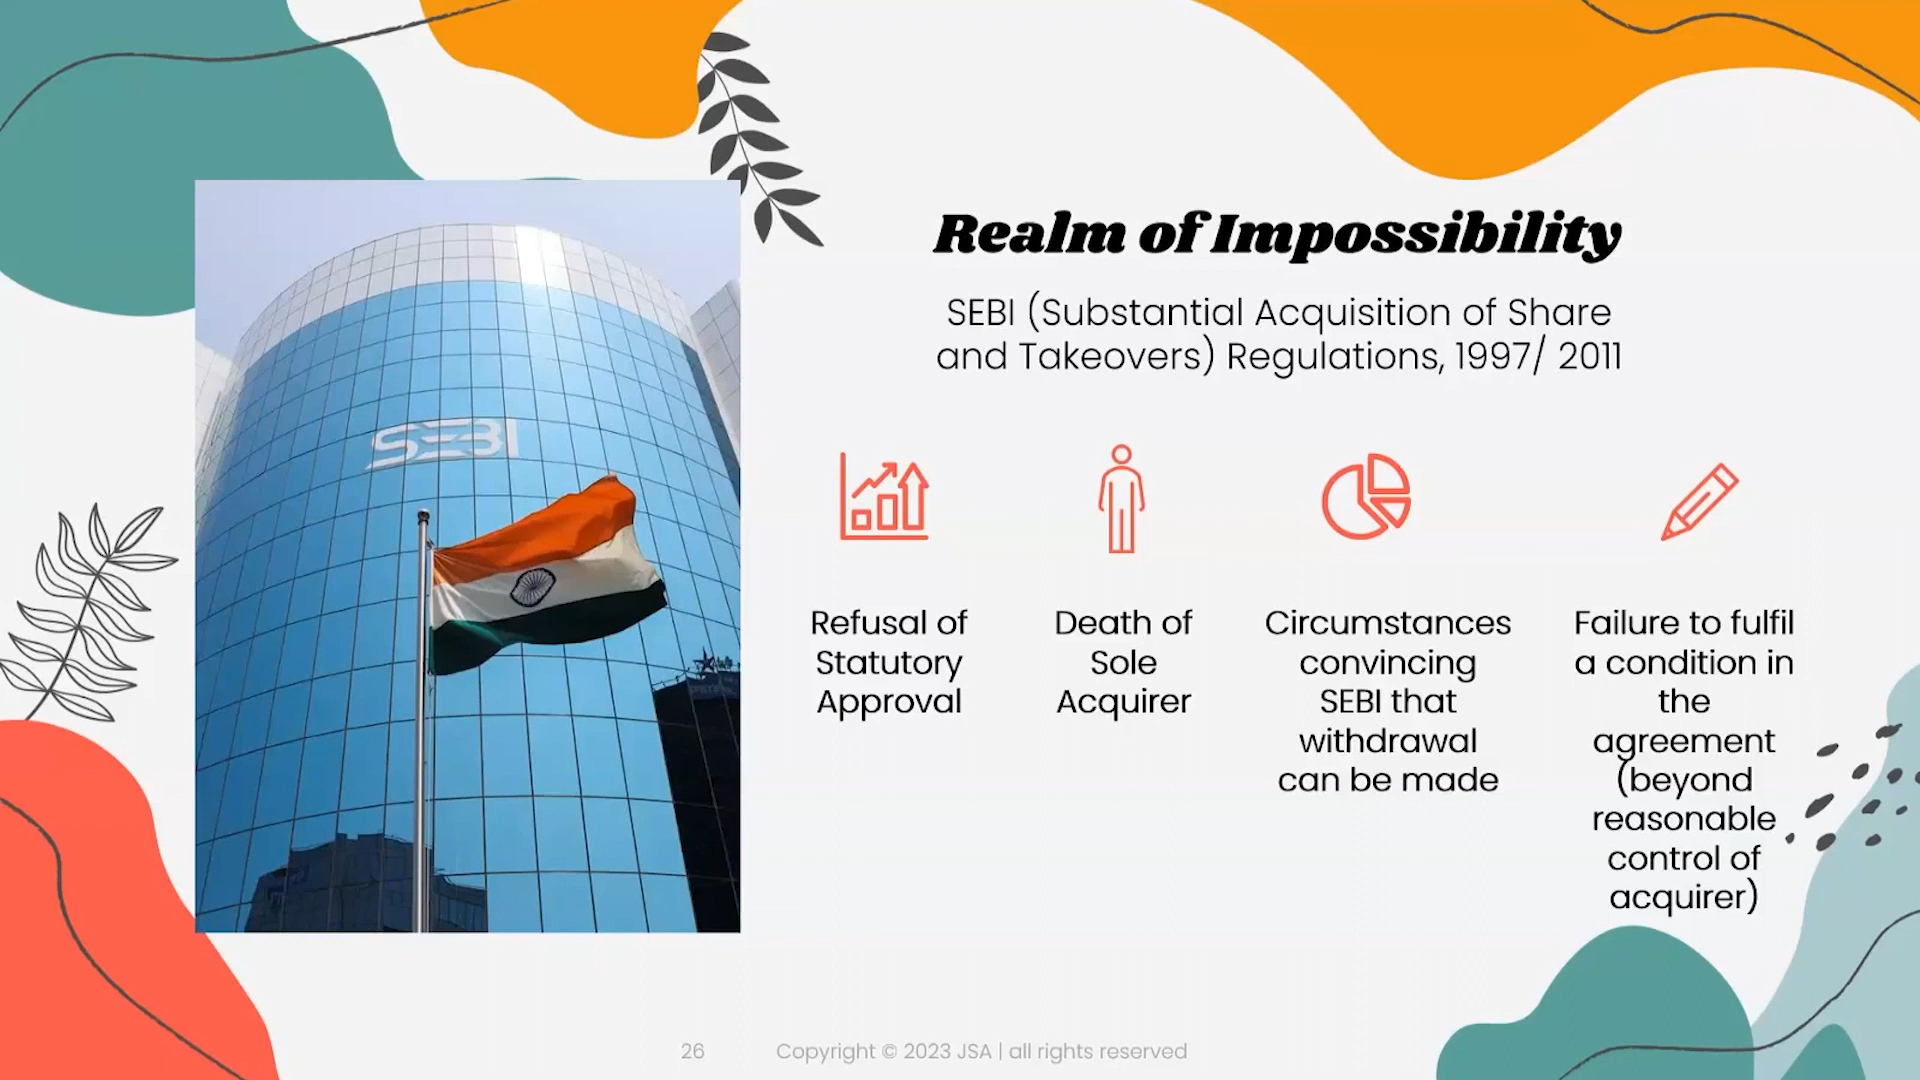 SEBI
Realm of Impossibility
SEBI (Substantial Acquisition of Share
and Takeovers) Regulations, 1997/ 2011
Refusal of
Statutory
Approval
Death of
Sole
Acquirer
Circumstances
convincing
SEBI that
withdrawal
can be made
Failure to fulfil
a condition in
the
agreement
(beyond
reasonable
control of
acquirer)
26
Copyright © 2023 JSA | all rights reserved